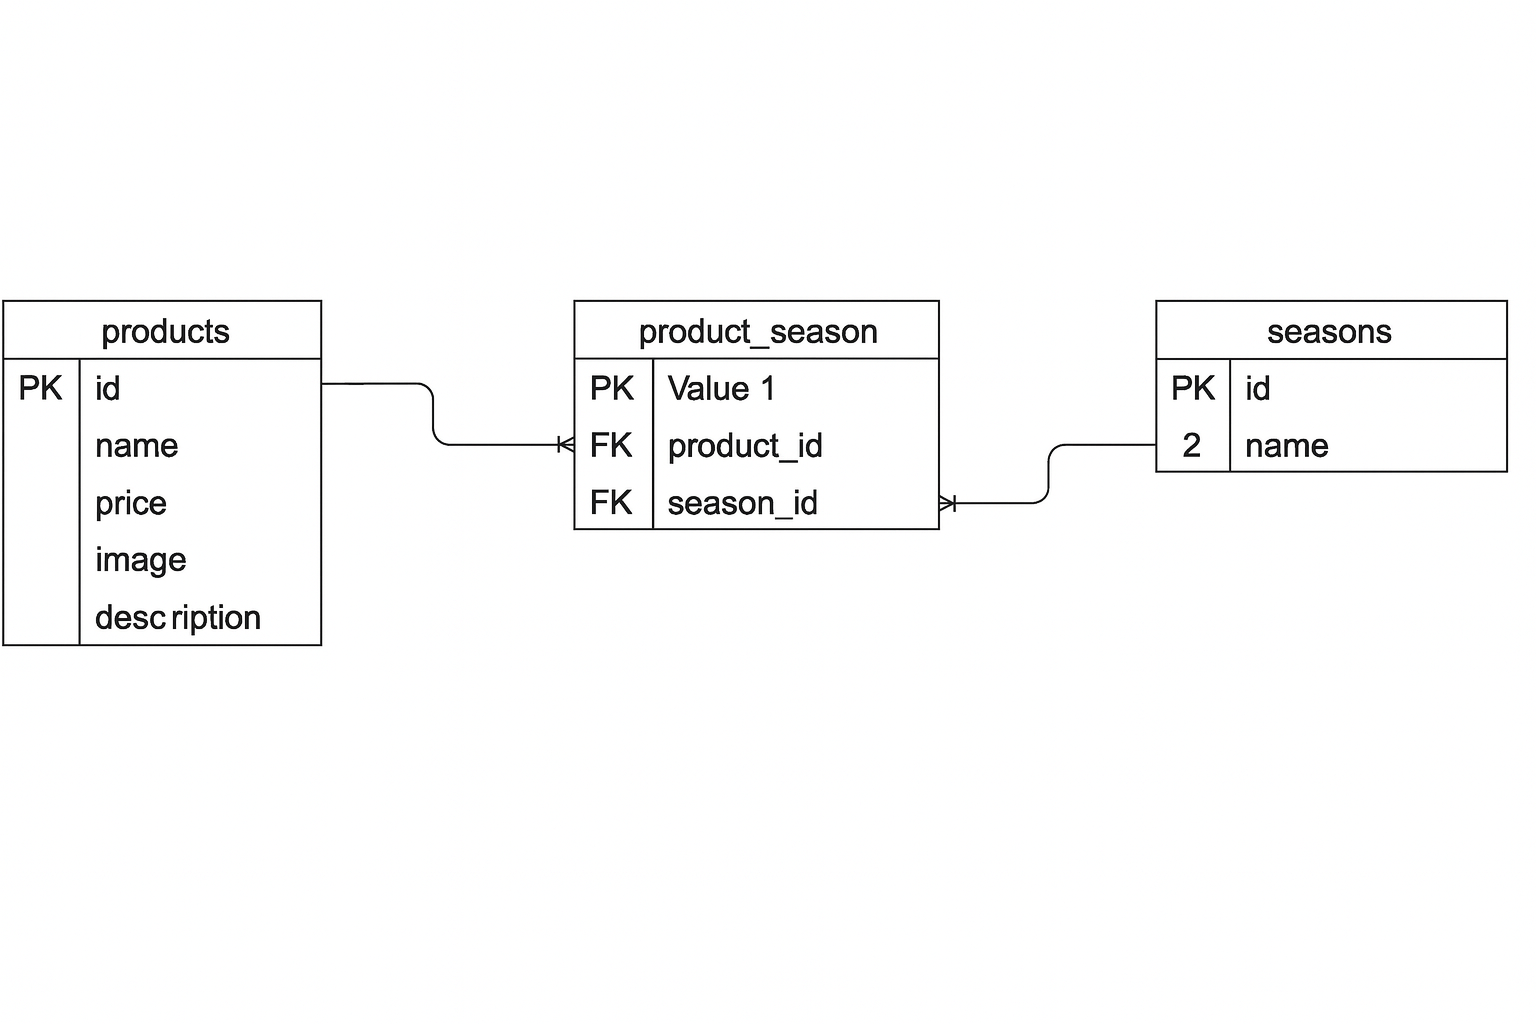 products
PK id
name
price
image
description
product_season
PK Value 1
FK product_id
FK season_id
seasons
PK id
2 name